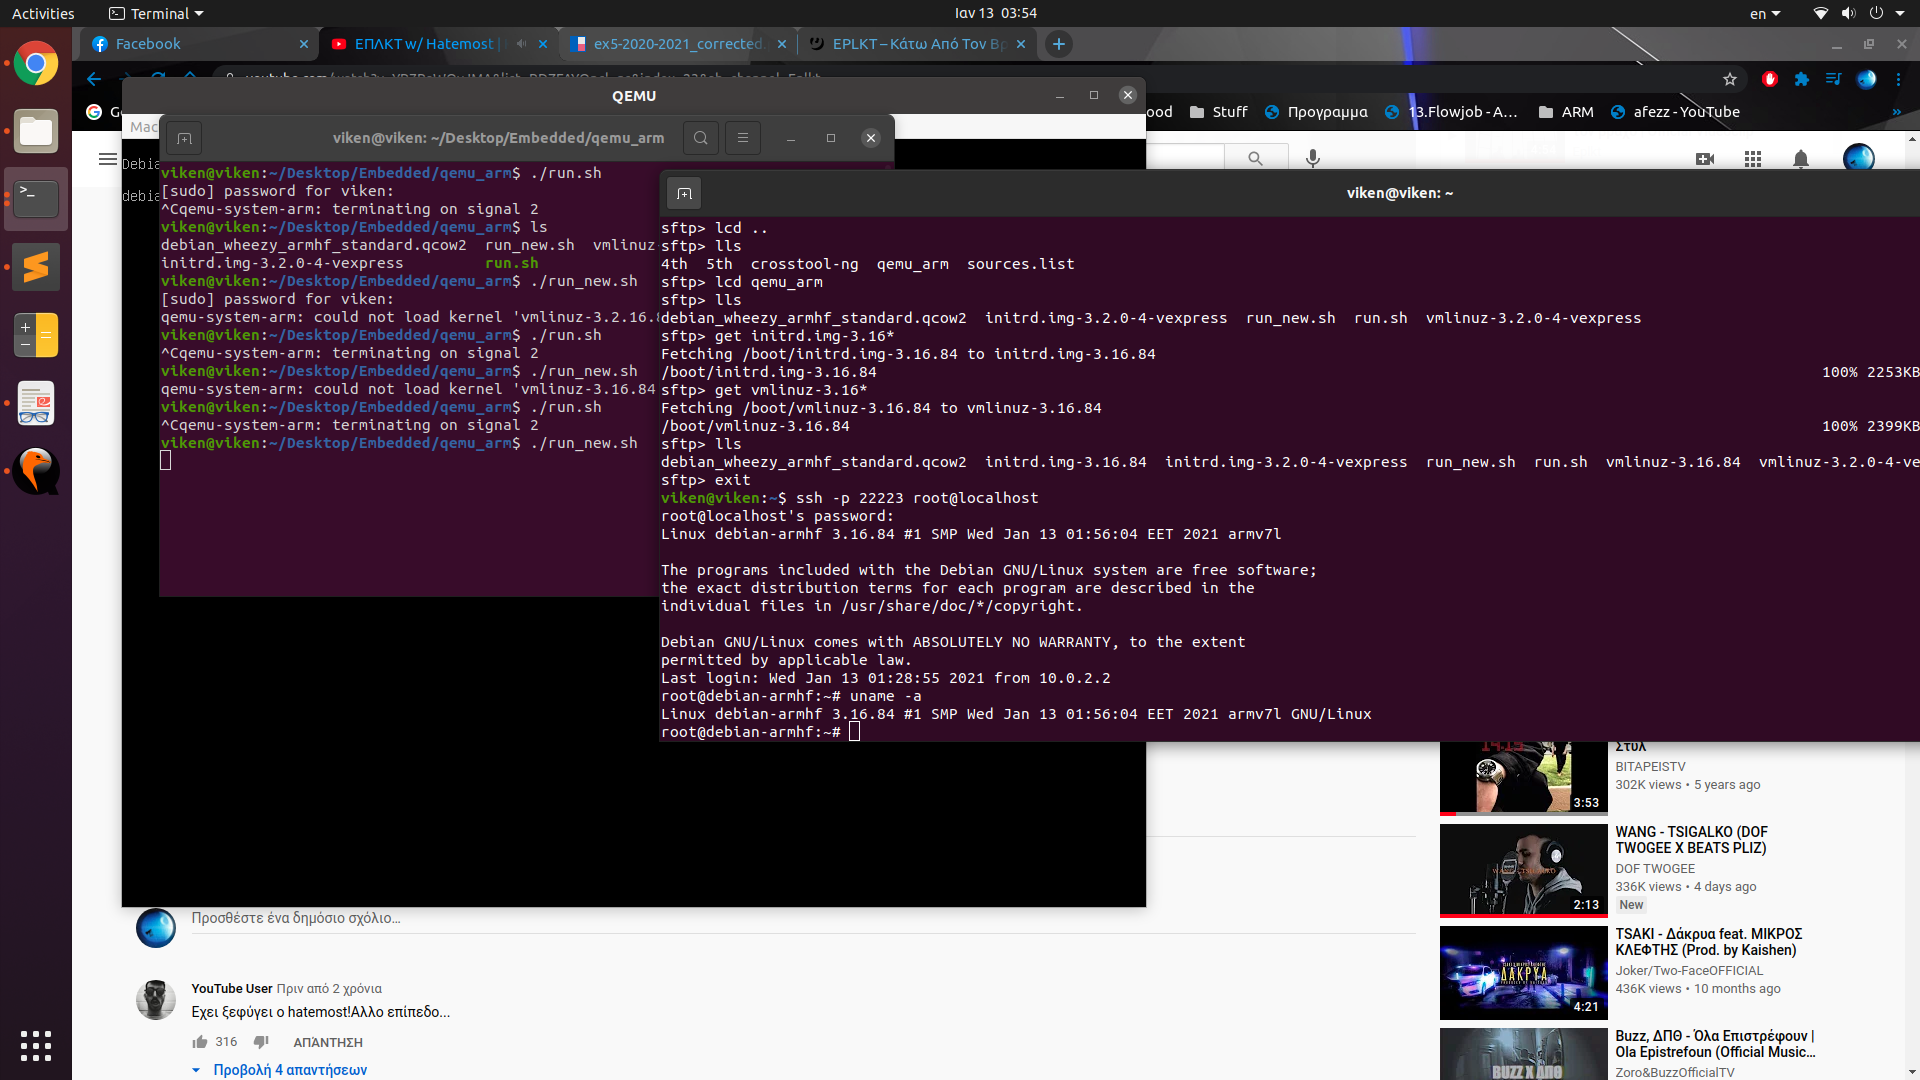 Activities
Terminal
Ιαν 13 03:54
en
Facebook
ΕΠΛΚΤ w/ Hatemost |
ex5-2020-2021_corrected.
EPLKT – Κάτω Από Τον Βρ
Stuff
Προγραμμα
13.Flowjob - A...
ARM
afezz - YouTube
»
QEMU
Mac
viken@viken: ~/Desktop/Embedded/qemu_arm
viken@viken:~/Desktop/Embedded/qemu_arm$ ./run.sh
[sudo] password for viken:
^Cqemu-system-arm: terminating on signal 2
viken@viken:~/Desktop/Embedded/qemu_arm$ ls
debian_wheezy_armhf_standard.qcow2  run_new.sh  vmlinuz
initrd.img-3.2.0-4-vexpress         run.sh
viken@viken:~/Desktop/Embedded/qemu_arm$ ./run_new.sh
[sudo] password for viken:
qemu-system-arm: could not load kernel 'vmlinuz-3.2.16.8
viken@viken:~/Desktop/Embedded/qemu_arm$ ./run.sh
^Cqemu-system-arm: terminating on signal 2
viken@viken:~/Desktop/Embedded/qemu_arm$ ./run_new.sh
qemu-system-arm: could not load kernel 'vmlinuz-3.16.84
viken@viken:~/Desktop/Embedded/qemu_arm$ ./run.sh
^Cqemu-system-arm: terminating on signal 2
viken@viken:~/Desktop/Embedded/qemu_arm$ ./run_new.sh
viken@viken: ~
sftp> lcd ..
sftp> lls
4th  5th  crosstool-ng  qemu_arm  sources.list
sftp> lcd qemu_arm
sftp> lls
debian_wheezy_armhf_standard.qcow2  initrd.img-3.2.0-4-vexpress  run_new.sh  run.sh  vmlinuz-3.2.0-4-vexpress
sftp> get initrd.img-3.16*
Fetching /boot/initrd.img-3.16.84 to initrd.img-3.16.84
/boot/initrd.img-3.16.84 100% 2253KB
sftp> get vmlinuz-3.16*
Fetching /boot/vmlinuz-3.16.84 to vmlinuz-3.16.84
/boot/vmlinuz-3.16.84 100% 2399KB
sftp> lls
debian_wheezy_armhf_standard.qcow2  initrd.img-3.16.84  initrd.img-3.2.0-4-vexpress  run_new.sh  run.sh  vmlinuz-3.16.84  vmlinuz-3.2.0-4-ve
sftp> exit
viken@viken:~$ ssh -p 22223 root@localhost
root@localhost's password:
Linux debian-armhf 3.16.84 #1 SMP Wed Jan 13 01:56:04 EET 2021 armv7l
The programs included with the Debian GNU/Linux system are free software;
the exact distribution terms for each program are described in the
individual files in /usr/share/doc/*/copyright.
Debian GNU/Linux comes with ABSOLUTELY NO WARRANTY, to the extent
permitted by applicable law.
Last login: Wed Jan 13 01:28:55 2021 from 10.0.2.2
root@debian-armhf:~# uname -a
Linux debian-armhf 3.16.84 #1 SMP Wed Jan 13 01:56:04 EET 2021 armv7l GNU/Linux
root@debian-armhf:~#
Στυλ
BITAPEISTV
302K views • 5 years ago
3:53
WANG - TSIGALKO (DOF
TWOGEE X BEATS PLIZ)
DOF TWOGEE
336K views • 4 days ago
New
2:13
TSAKI - Δάκρυα feat. ΜΙΚΡΟΣ
ΚΛΕΦΤΗΣ (Prod. by Kaishen)
Joker/Two-FaceOFFICIAL
436K views • 10 months ago
ΔΑΚΡΥΑ
4:21
Buzz, ΔΠΘ - Όλα Επιστρέφουν |
Ola Epistrefoun (Official Music...
Zoro&BuzzOfficialTV
BUZZ X ΔΠΘ
Προσθέστε ένα δημόσιο σχόλιο...
YouTube User Πριν από 2 χρόνια
Εχει ξεφύγει ο hatemost!Αλλο επίπεδο...
316
ΑΠΑΝΤΗΣΗ
Προβολή 4 απαντήσεων